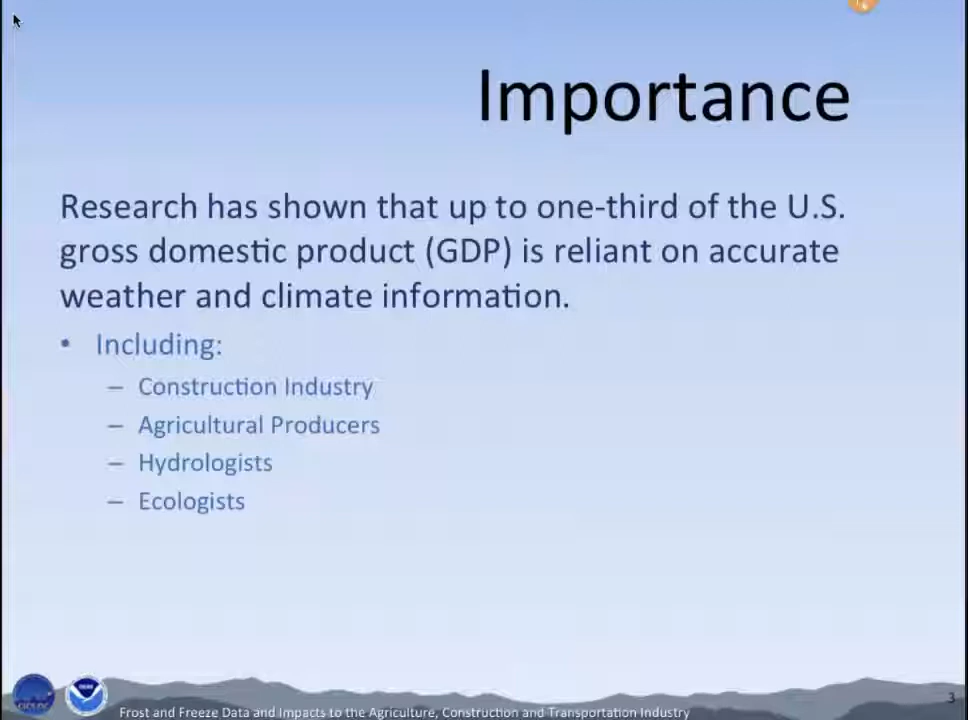 Importance
Research has shown that up to one-third of the U.S.
gross domestic product (GDP) is reliant on accurate
weather and climate information.
• Including:
– Construction Industry
– Agricultural Producers
– Hydrologists
– Ecologists
3
Frost and Freeze Data and Impacts to the Agriculture, Construction and Transportation Industry